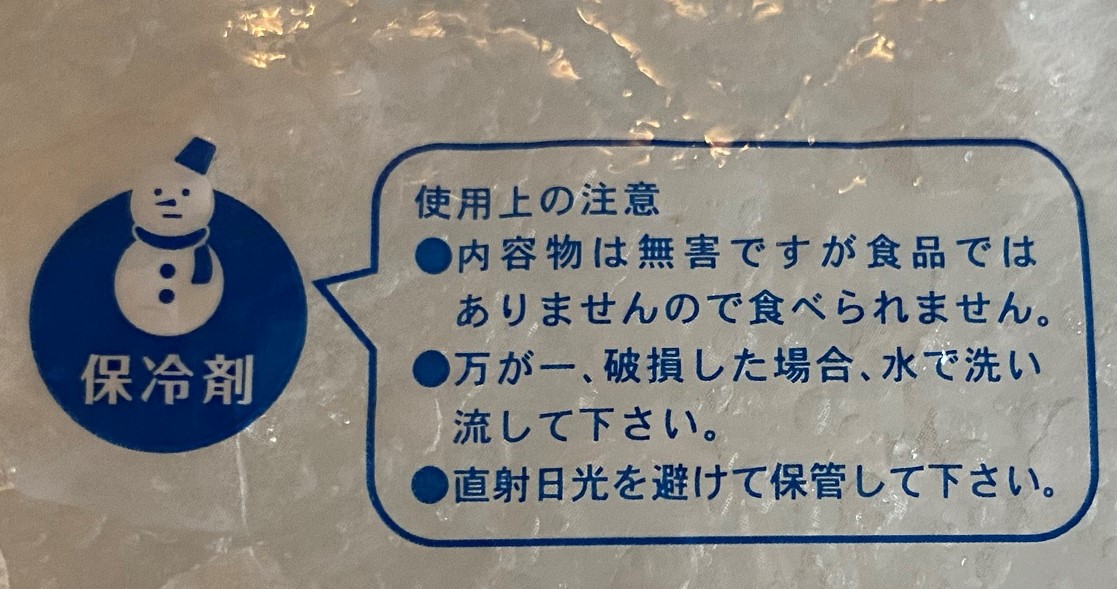 保冷剤
使用上の注意
●内容物は無害ですが食品では
ありませんので食べられません。
●万が一、破損した場合、水で洗い
流して下さい。
●直射日光を避けて保管して下さい。